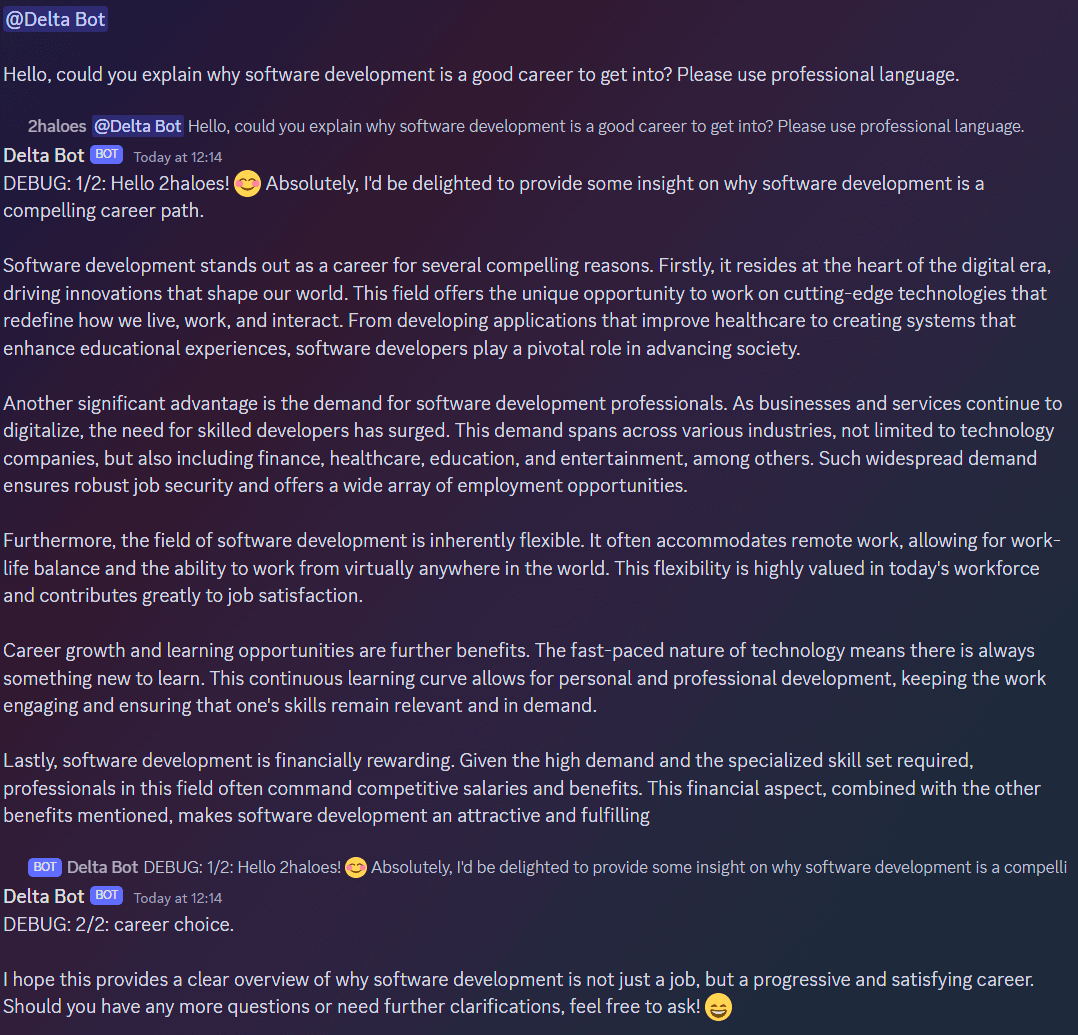 @Delta Bot
Hello, could you explain why software development is a good career to get into? Please use professional language.
2haloes @Delta Bot Hello, could you explain why software development is a good career to get into? Please use professional language.
Delta Bot BOT Today at 12:14
DEBUG: 1/2: Hello 2haloes! 😊 Absolutely, I'd be delighted to provide some insight on why software development is a
compelling career path.
Software development stands out as a career for several compelling reasons. Firstly, it resides at the heart of the digital era,
driving innovations that shape our world. This field offers the unique opportunity to work on cutting-edge technologies that
redefine how we live, work, and interact. From developing applications that improve healthcare to creating systems that
enhance educational experiences, software developers play a pivotal role in advancing society.
Another significant advantage is the demand for software development professionals. As businesses and services continue to
digitalize, the need for skilled developers has surged. This demand spans across various industries, not limited to technology
companies, but also including finance, healthcare, education, and entertainment, among others. Such widespread demand
ensures robust job security and offers a wide array of employment opportunities.
Furthermore, the field of software development is inherently flexible. It often accommodates remote work, allowing for work-
life balance and the ability to work from virtually anywhere in the world. This flexibility is highly valued in today's workforce
and contributes greatly to job satisfaction.
Career growth and learning opportunities are further benefits. The fast-paced nature of technology means there is always
something new to learn. This continuous learning curve allows for personal and professional development, keeping the work
engaging and ensuring that one's skills remain relevant and in demand.
Lastly, software development is financially rewarding. Given the high demand and the specialized skill set required,
professionals in this field often command competitive salaries and benefits. This financial aspect, combined with the other
benefits mentioned, makes software development an attractive and fulfilling
BOT Delta Bot DEBUG: 1/2: Hello 2haloes! 😊 Absolutely, I'd be delighted to provide some insight on why software development is a compelli
Delta Bot BOT Today at 12:14
DEBUG: 2/2: career choice.
I hope this provides a clear overview of why software development is not just a job, but a progressive and satisfying career.
Should you have any more questions or need further clarifications, feel free to ask! 😄